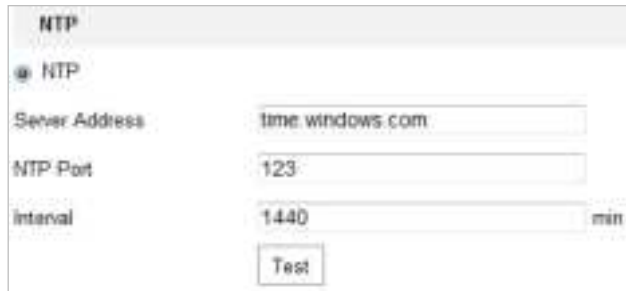 NTP
NTP
Server Address time.windows.com
NTP Port 123
Interval 1440 min
Test